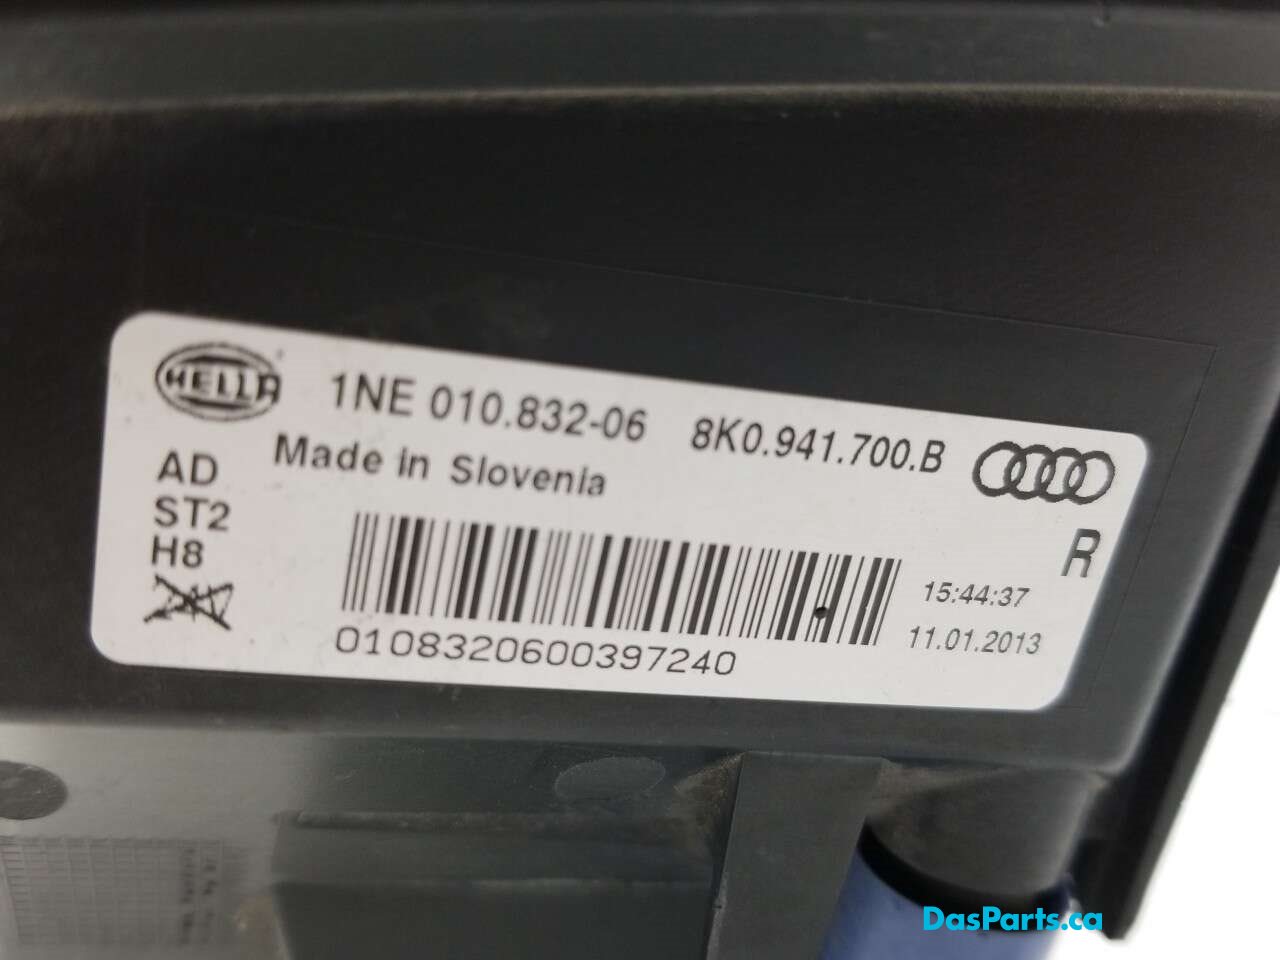 HELLA
1NE 010.832-06 8K0.941.700.B
Made in Slovenia
AD
ST2
H8
R
15:44:37
11.01.2013
0108320600397240
DasParts.ca